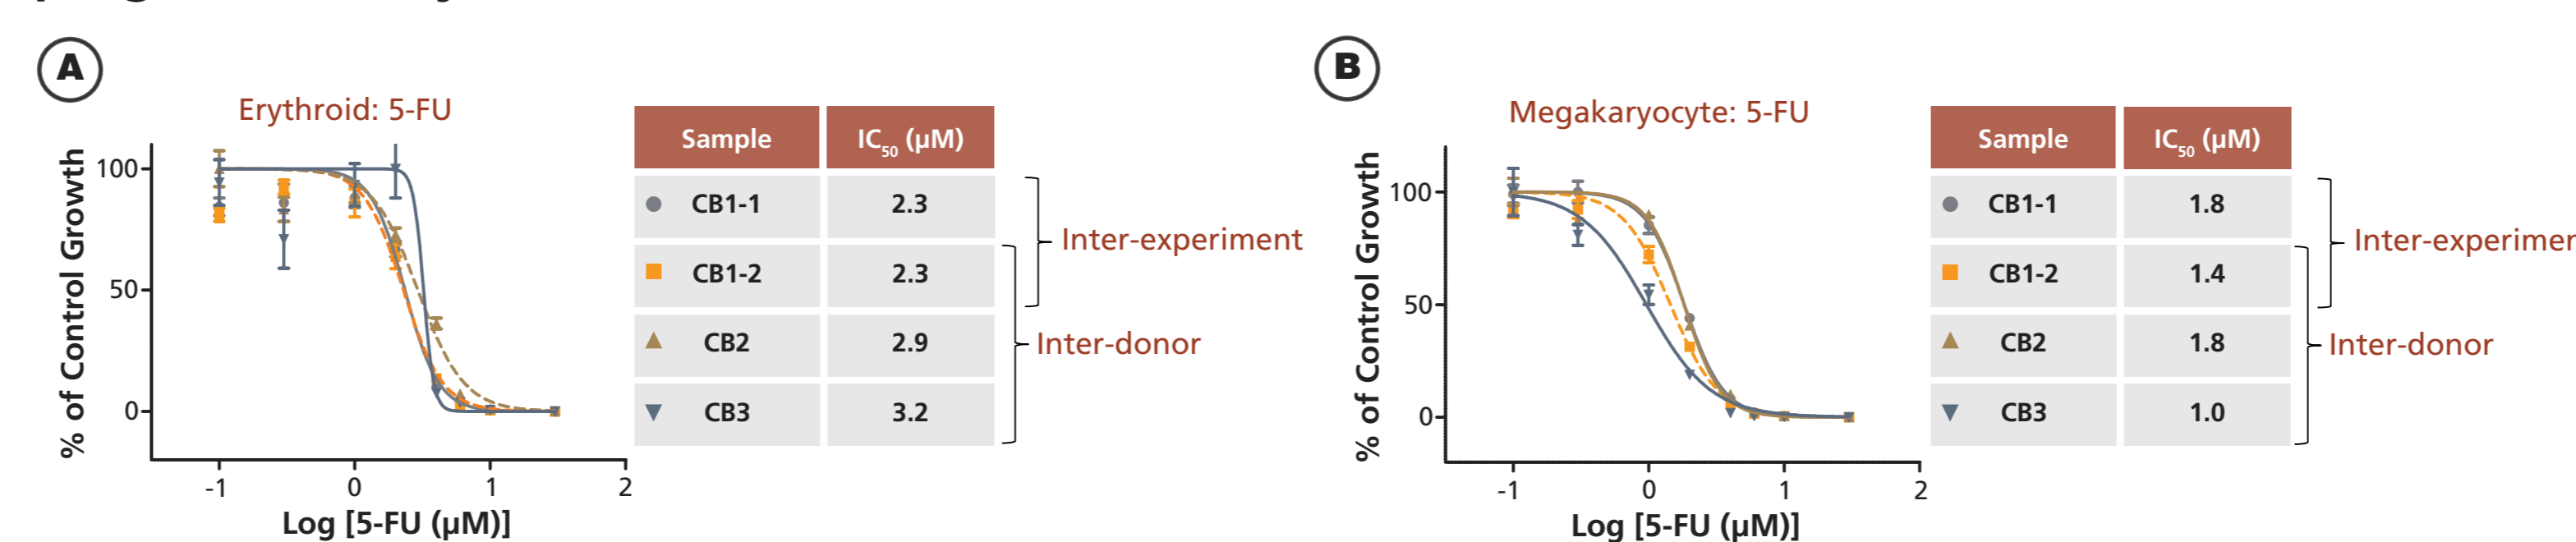 A
Erythroid: 5-FU
% of Control Growth
100
50
0
-1 0 1 2
Log [5-FU (µM)]
Sample IC50 (µM)
CB1-1 2.3
CB1-2 2.3
CB2 2.9
CB3 3.2
Inter-experiment
Inter-donor
B
Megakaryocyte: 5-FU
% of Control Growth
100
50
0
-1 0 1 2
Log [5-FU (µM)]
Sample IC50 (µM)
CB1-1 1.8
CB1-2 1.4
CB2 1.8
CB3 1.0
Inter-experimen
Inter-donor